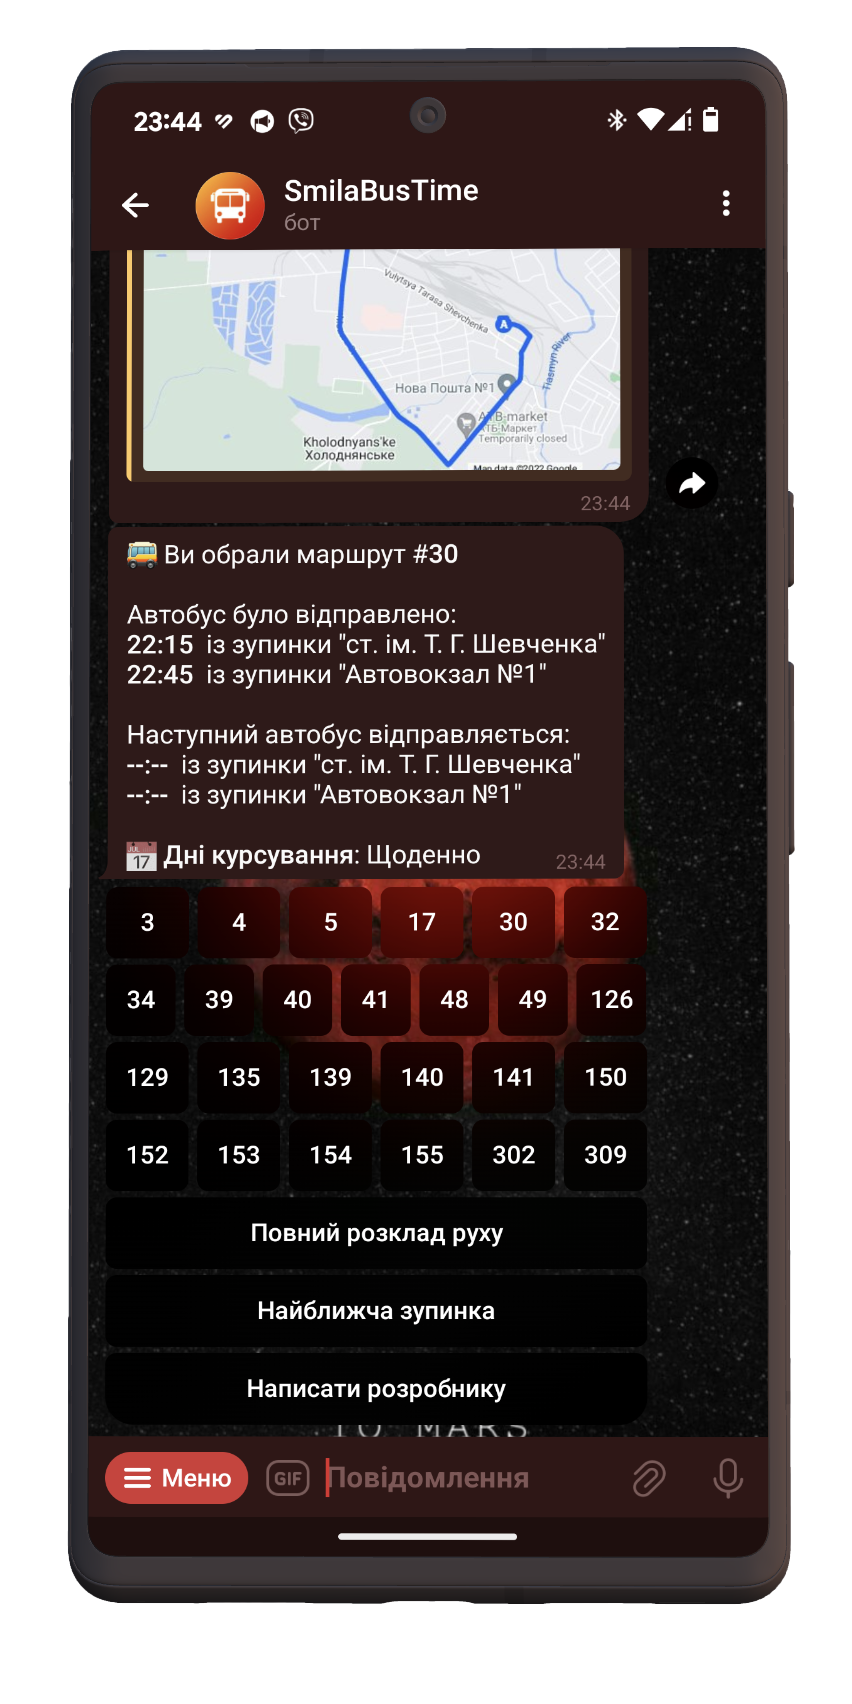 23:44
SmilaBusTime
бот
Vulytsya Tarasa Shevchenka
A
Tiasmyn River
Нова Пошта №1
ATB-market
АТБ-Маркет
Temporarily closed
Kholodnyans'ke
Холоднянське
Map data ©2022 Google
23:44
Ви обрали маршрут #30
Автобус було відправлено:
22:15 із зупинки "ст. ім. Т. Г. Шевченка"
22:45 із зупинки "Автовокзал №1"
Наступний автобус відправляється:
--:-- із зупинки "ст. ім. Т. Г. Шевченка"
--:-- із зупинки "Автовокзал №1"
JUL 17 Дні курсування: Щоденно 23:44
3 4 5 17 30 32
34 39 40 41 48 49 126
129 135 139 140 141 150
152 153 154 155 302 309
Повний розклад руху
Найближча зупинка
Написати розробнику
TO MARS
Меню GIF Повідомлення